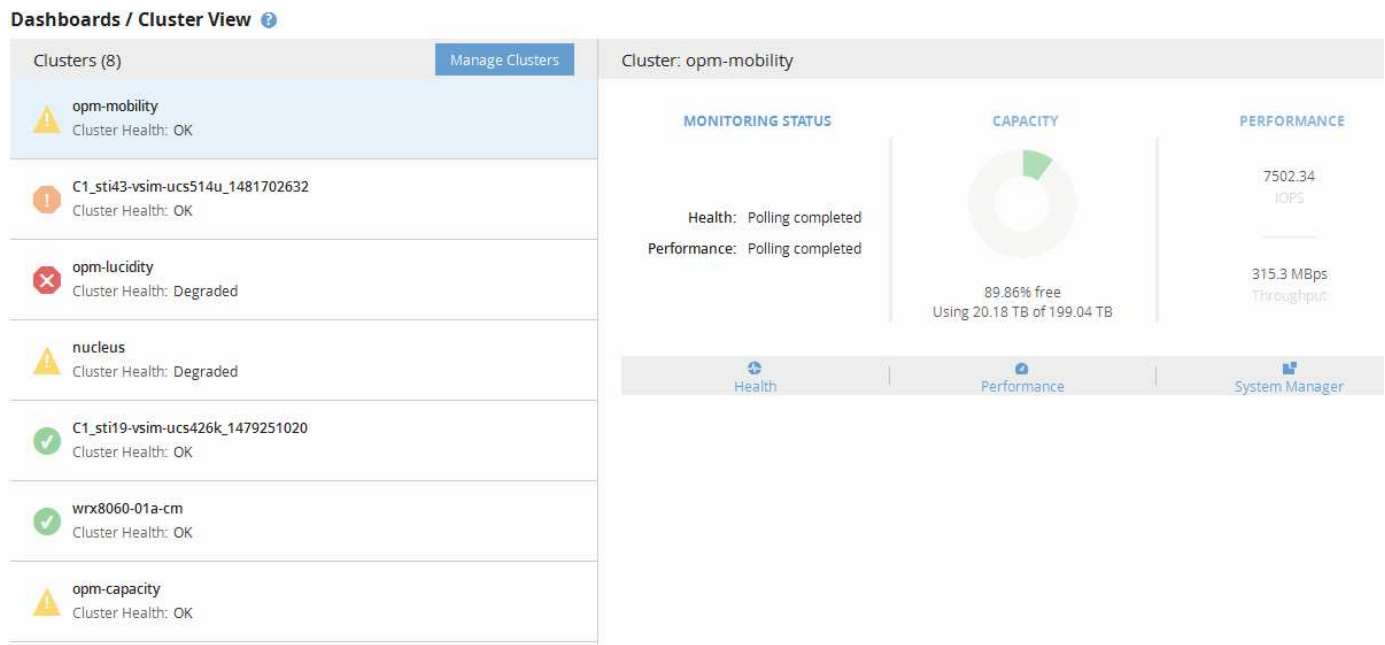 Dashboards / Cluster View ?
Clusters (8)
Manage Clusters
opm-mobility
Cluster Health: OK
C1_sti43-vsim-ucs514u_1481702632
Cluster Health: OK
opm-lucidity
Cluster Health: Degraded
nucleus
Cluster Health: Degraded
C1_sti19-vsim-ucs426k_1479251020
Cluster Health: OK
wrx8060-01a-cm
Cluster Health: OK
opm-capacity
Cluster Health: OK
Cluster: opm-mobility
MONITORING STATUS
Health: Polling completed
Performance: Polling completed
CAPACITY
89.86% free
Using 20.18 TB of 199.04 TB
PERFORMANCE
7502.34
IOPS
315.3 MBps
Throughput
Health
Performance
System Manager